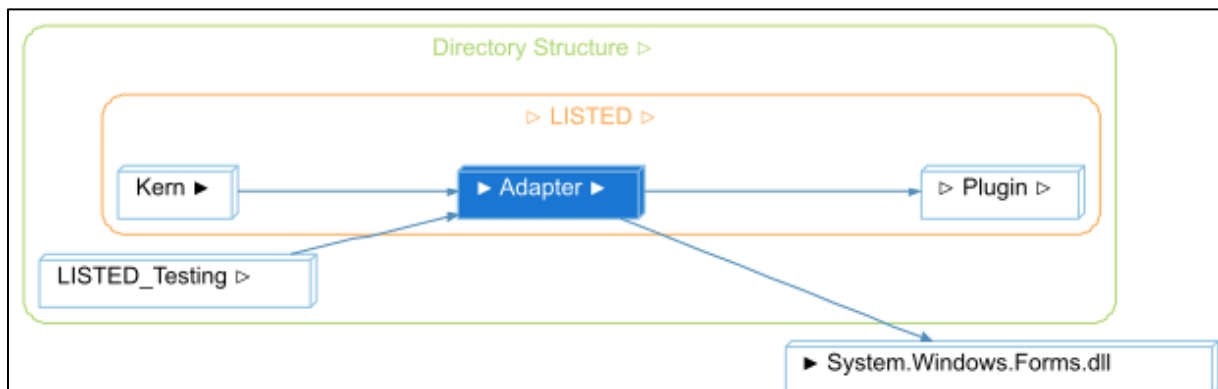 Directory Structure ▷
▷ LISTED ▷
Kern ►
► Adapter ►
▷ Plugin ▷
LISTED_Testing ▷
► System.Windows.Forms.dll